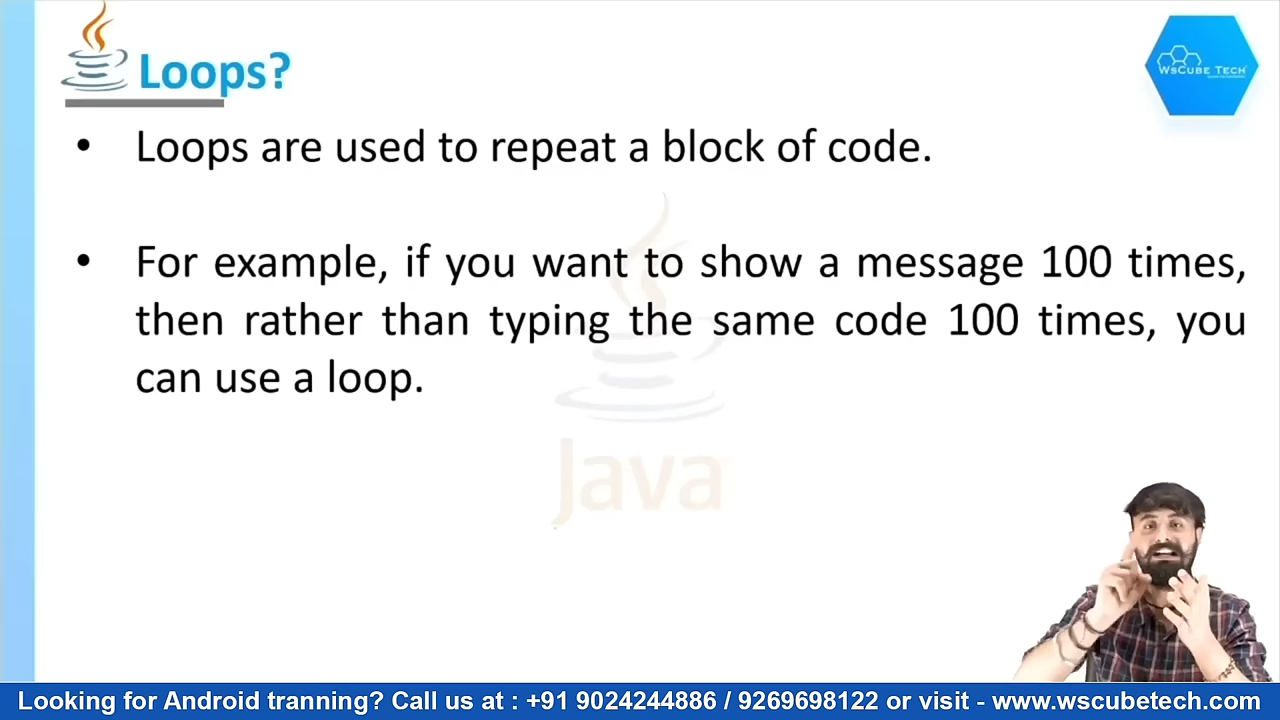 Loops?
WsCube Tech
• Loops are used to repeat a block of code.
• For example, if you want to show a message 100 times,
then rather than typing the same code 100 times, you
can use a loop.
Java
Looking for Android tranning? Call us at : +91 9024244886 / 9269698122 or visit - www.wscubetech.com